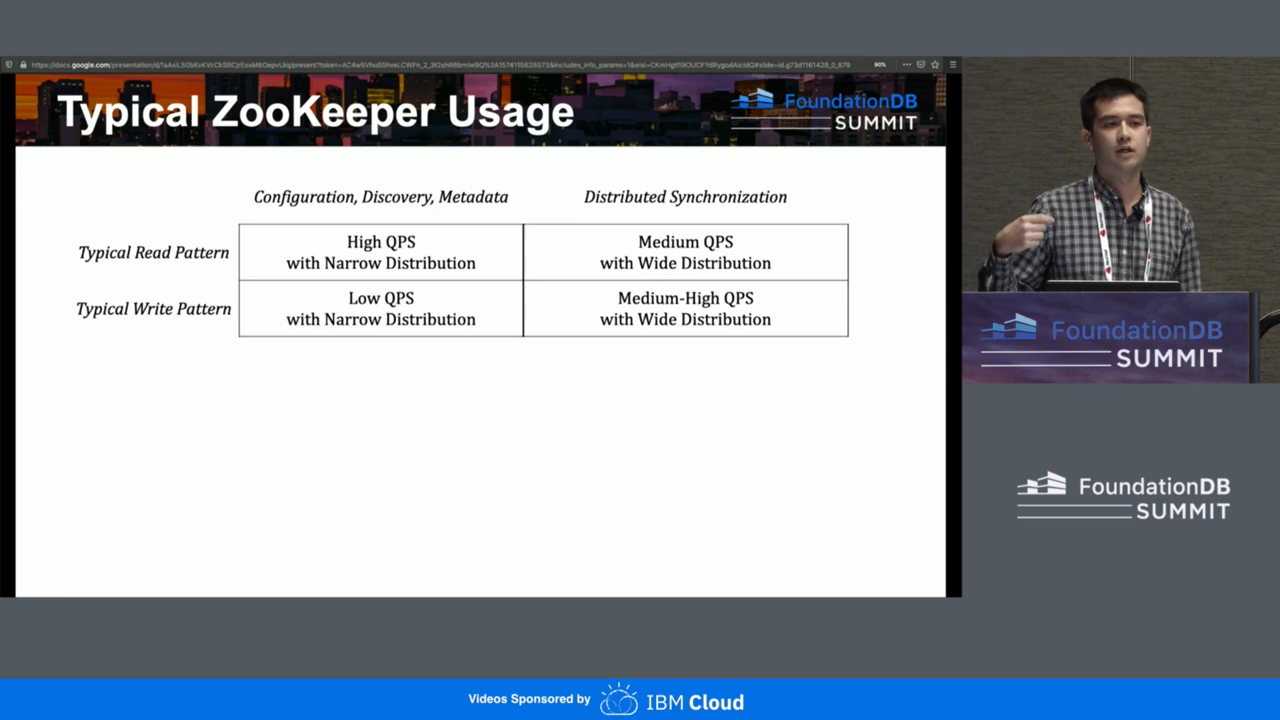 Typical ZooKeeper Usage
FoundationDB
SUMMIT
Configuration, Discovery, Metadata
Distributed Synchronization
Typical Read Pattern
High QPS
with Narrow Distribution
Medium QPS
with Wide Distribution
Typical Write Pattern
Low QPS
with Narrow Distribution
Medium-High QPS
with Wide Distribution
90%
FoundationDB
SUMMIT
FoundationDB
SUMMIT
Videos Sponsored by
IBM Cloud